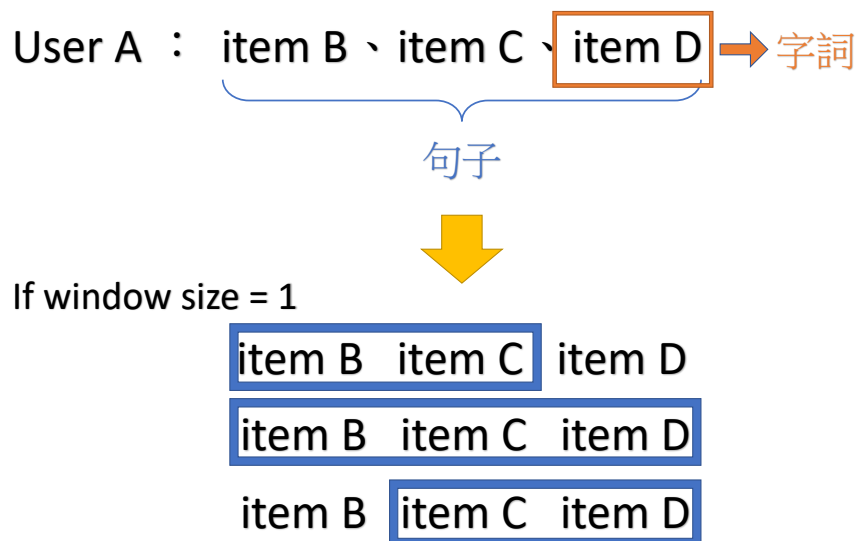 User A ： item B、item C、item D 字詞
句子
If window size = 1
item B item C item D
item B item C item D
item B item C item D